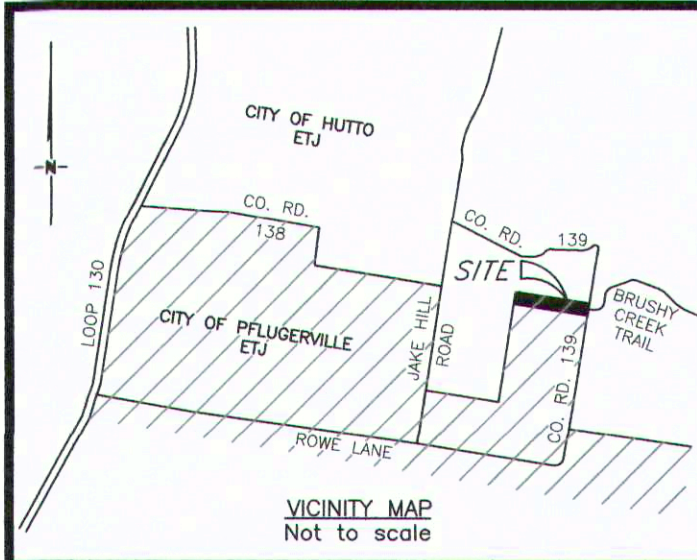 CITY OF HUTTO
ETJ
N
CO. RD.
138
CO. RD. 139
SITE
LOOP 130
CITY OF PFLUGERVILLE
ETJ
JAKE HILL
ROAD
BRUSHY
CREEK
TRAIL
CO. RD. 139
ROWE LANE
VICINITY MAP
Not to scale